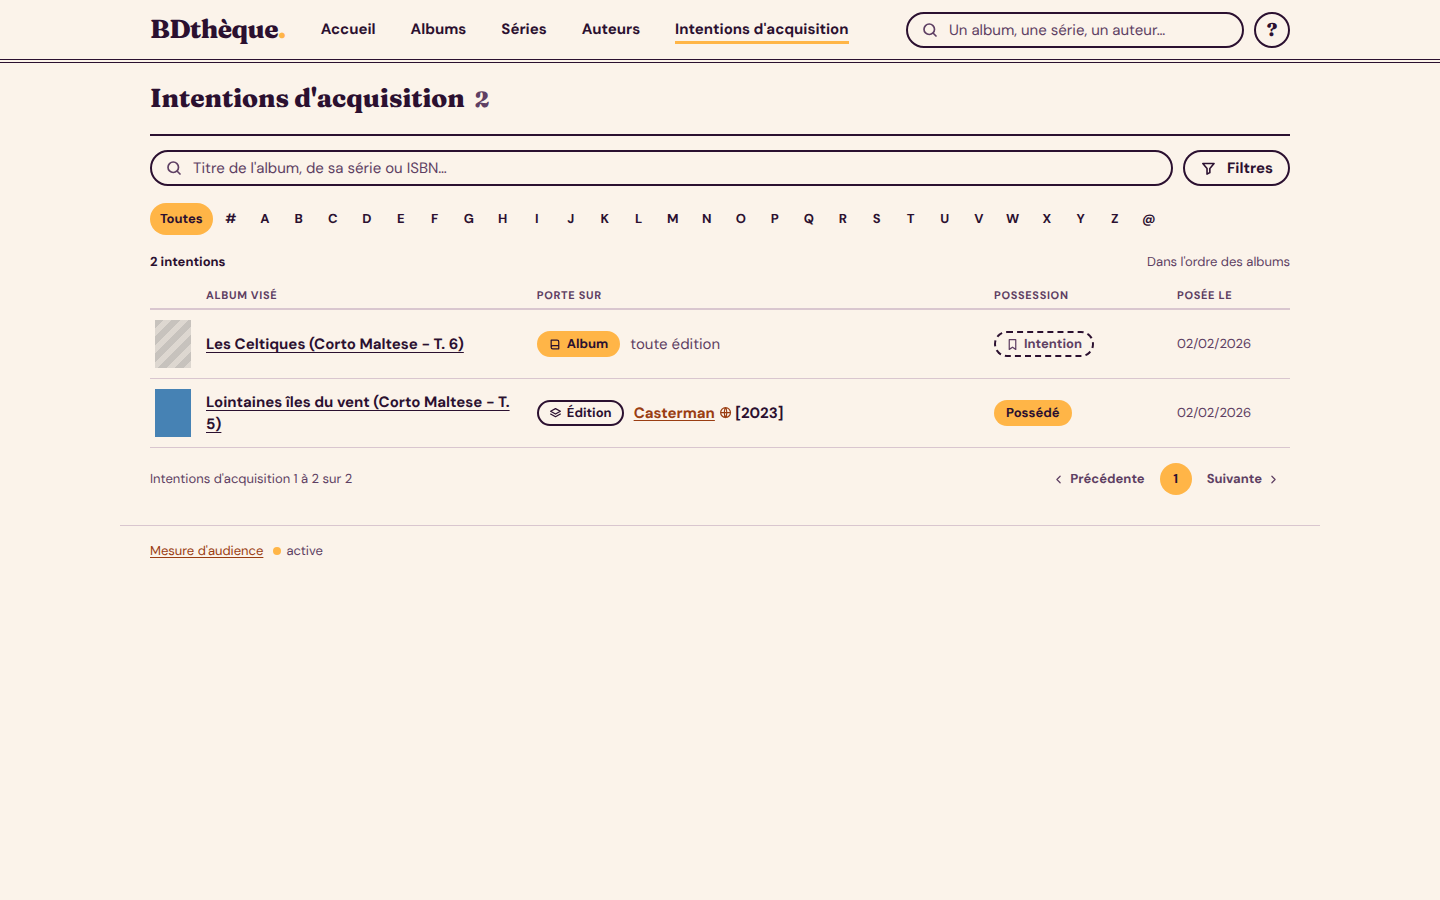 BDthèque. Accueil Albums Séries Auteurs Intentions d'acquisition Un album, une série, un auteur... ?
Intentions d'acquisition 2
Titre de l'album, de sa série ou ISBN... Filtres
Toutes # A B C D E F G H I J K L M N O P Q R S T U V W X Y Z @
2 intentions Dans l'ordre des albums
ALBUM VISÉ PORTE SUR POSSESSION POSÉE LE
Les Celtiques (Corto Maltese - T. 6) Album toute édition Intention 02/02/2026
Lointaines îles du vent (Corto Maltese - T.
5) Édition Casterman [2023] Possédé 02/02/2026
Intentions d'acquisition 1 à 2 sur 2 Précédente 1 Suivante
Mesure d'audience active